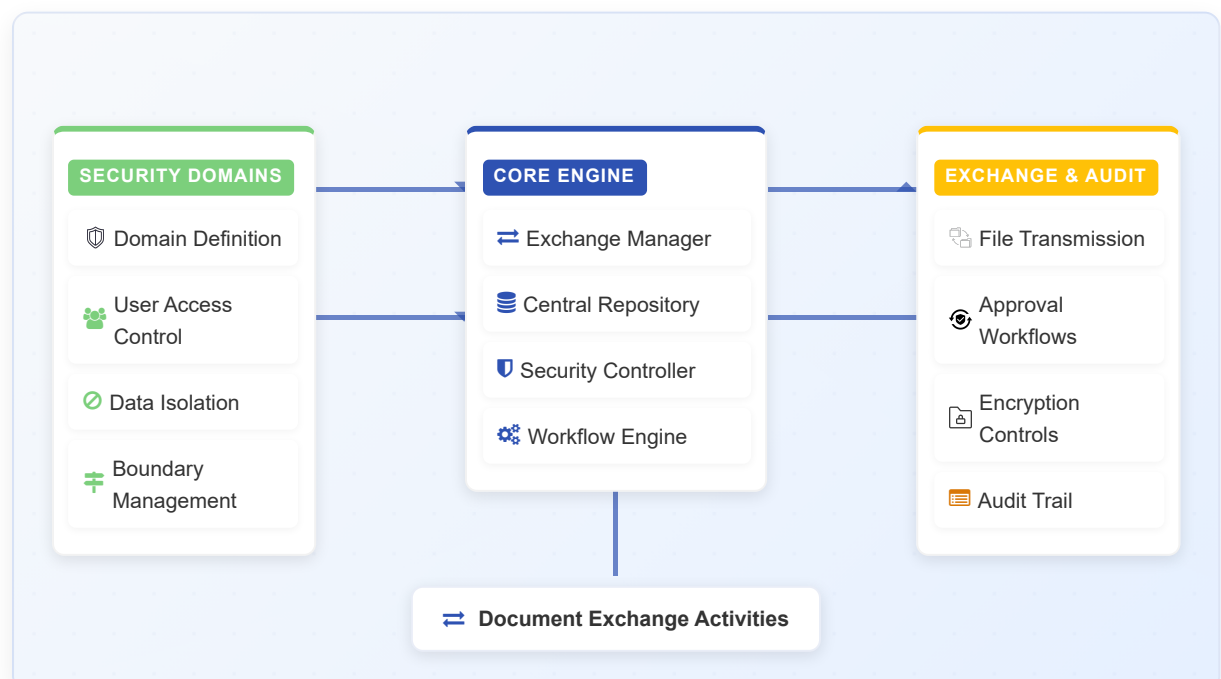 SECURITY DOMAINS
Domain Definition
User Access
Control
Data Isolation
Boundary
Management
CORE ENGINE
Exchange Manager
Central Repository
Security Controller
Workflow Engine
EXCHANGE & AUDIT
File Transmission
Approval
Workflows
Encryption
Controls
Audit Trail
Document Exchange Activities